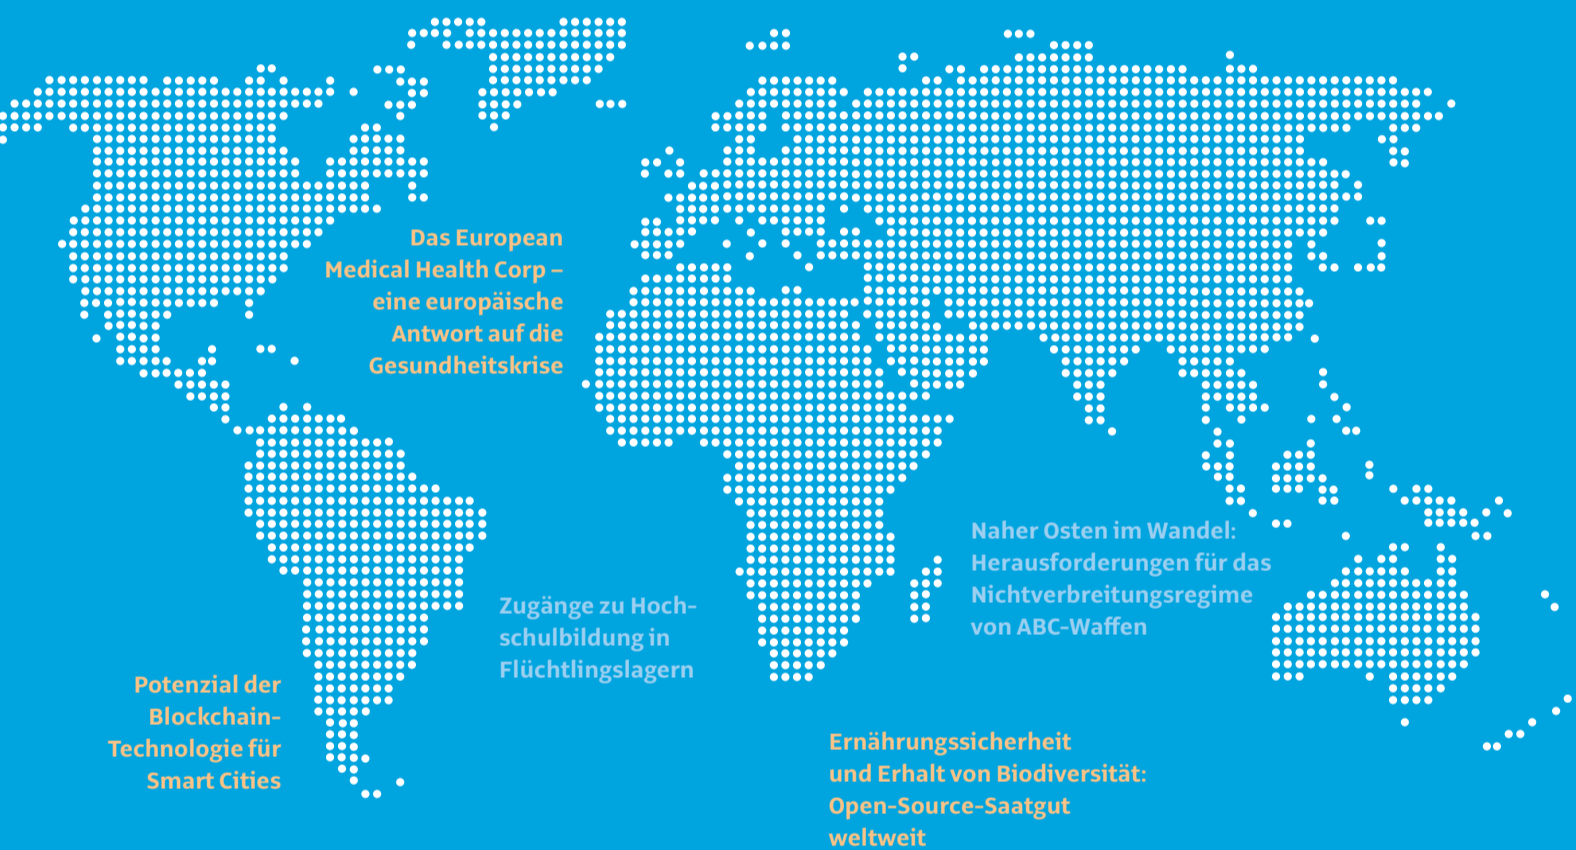 Das European
Medical Health Corp –
eine europäische
Antwort auf die
Gesundheitskrise
Naher Osten im Wandel:
Herausforderungen für das
Nichtverbreitungsregime
von ABC-Waffen
Zugänge zu Hoch-
schulbildung in
Flüchtlingslagern
Potenzial der
Blockchain-
Technologie für
Smart Cities
Ernährungssicherheit
und Erhalt von Biodiversität:
Open-Source-Saatgut
weltweit